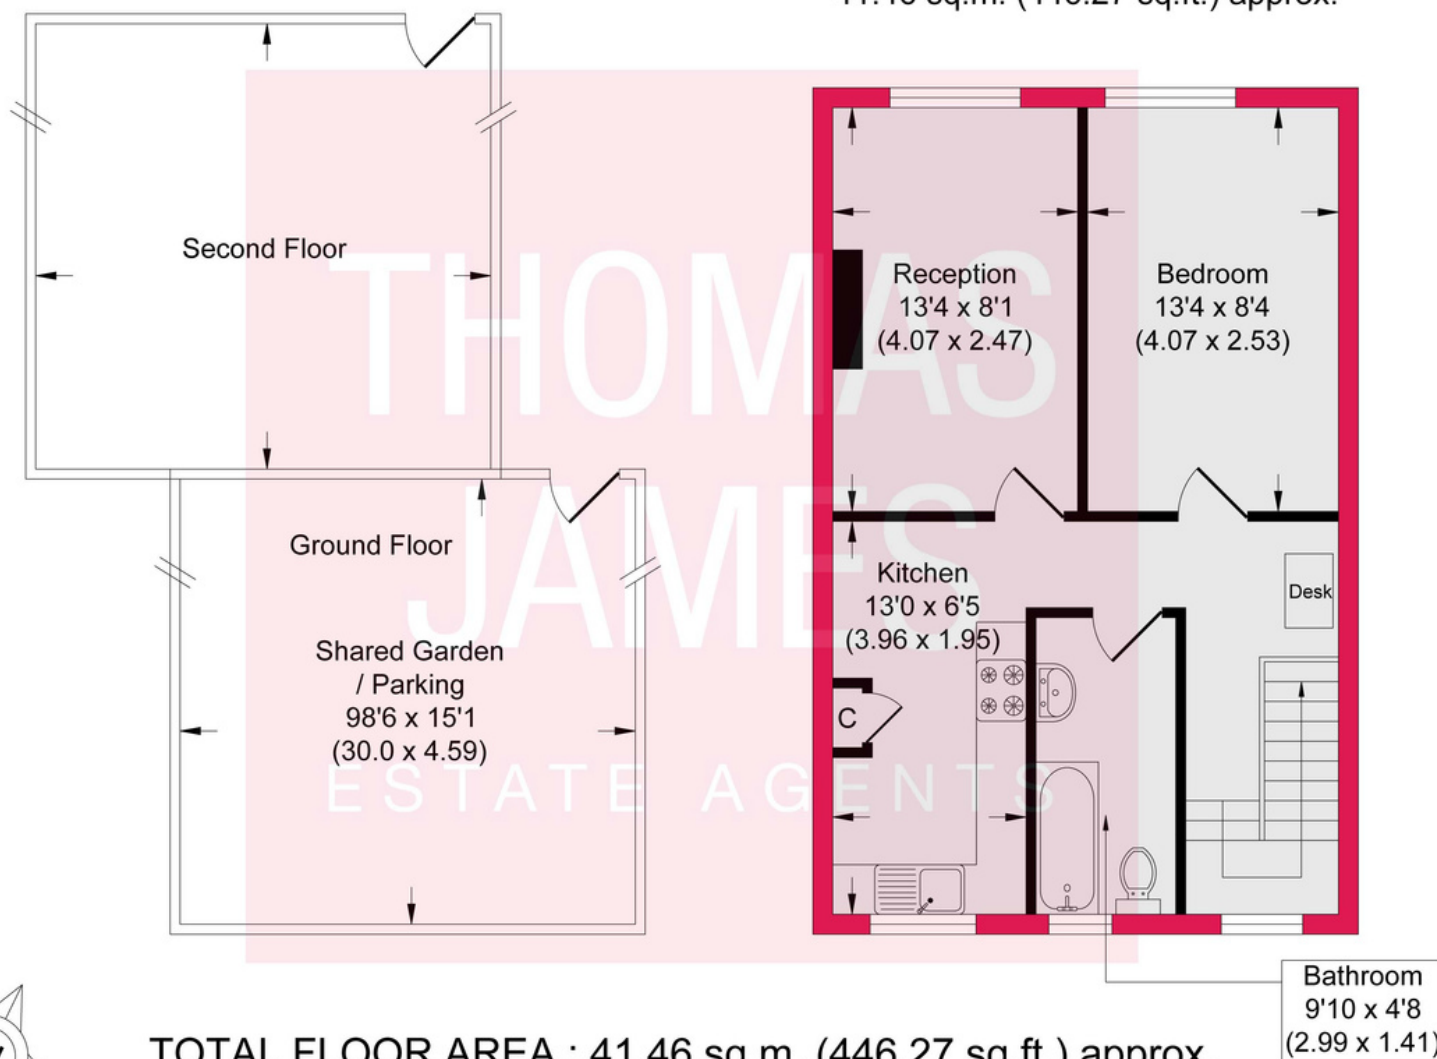 Second Floor
Ground Floor
Shared Garden
/ Parking
98'6 x 15'1
(30.0 x 4.59)
Reception
13'4 x 8'1
(4.07 x 2.47)
Bedroom
13'4 x 8'4
(4.07 x 2.53)
Kitchen
13'0 x 6'5
(3.96 x 1.95)
C
Desk
Bathroom
9'10 x 4'8
(2.99 x 1.41)
THOMAS
JAMES
ESTATE AGENTS
TOTAL FLOOR AREA : 41.46 sq.m. (446.27 sq.ft.) approx.